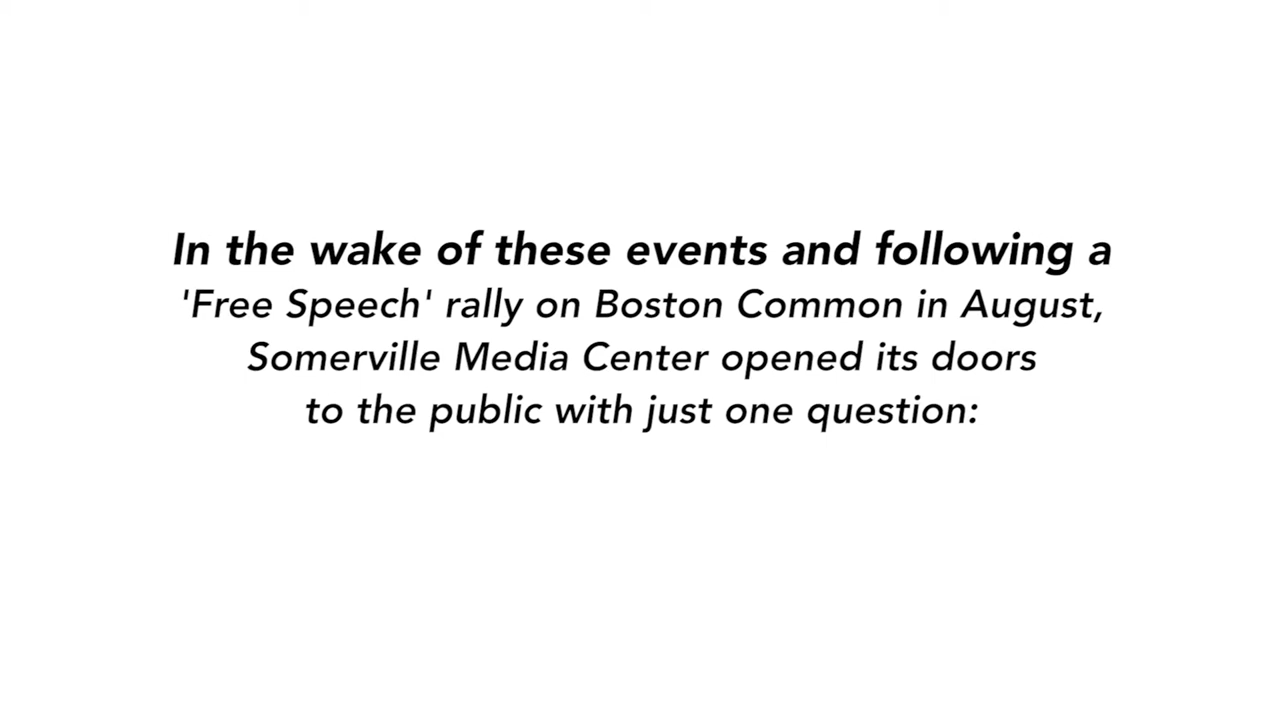 In the wake of these events and following a
'Free Speech' rally on Boston Common in August,
Somerville Media Center opened its doors
to the public with just one question: